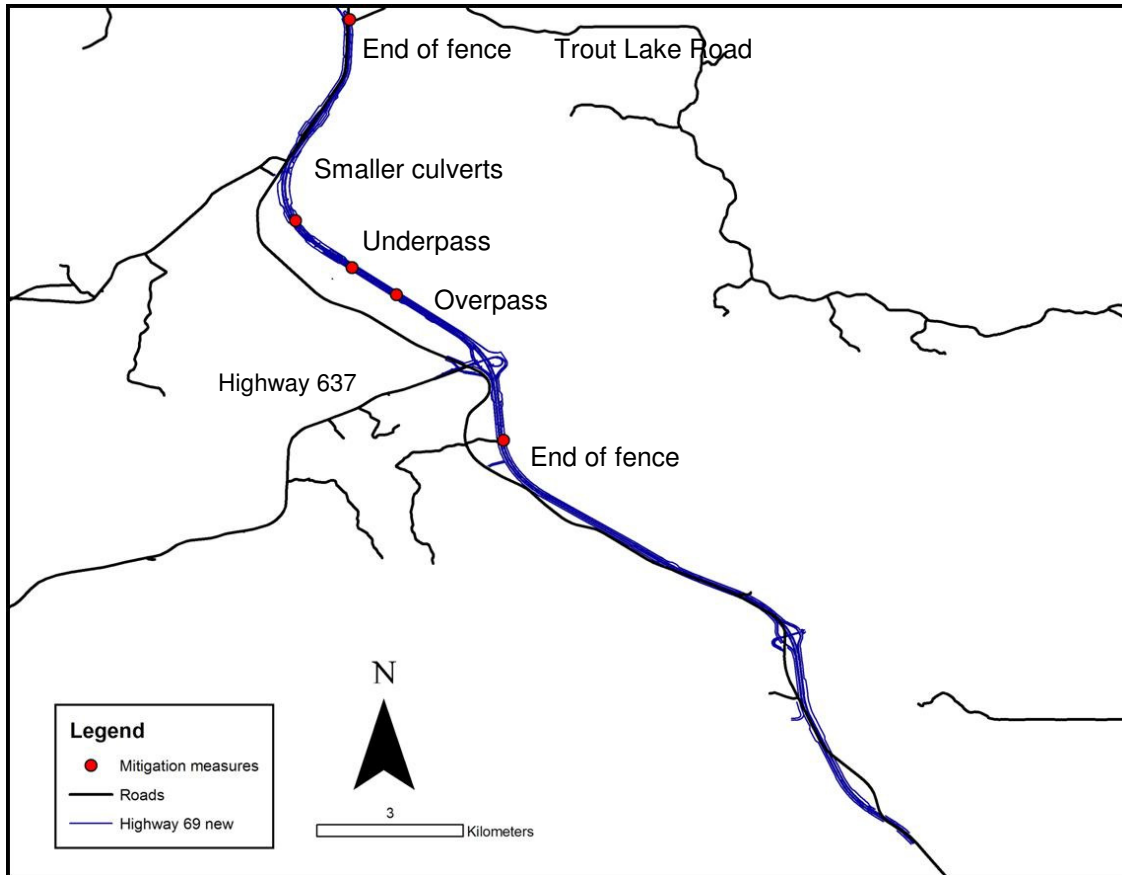 End of fence
Trout Lake Road
Smaller culverts
Underpass
Overpass
Highway 637
End of fence
N
Legend
Mitigation measures
Roads
Highway 69 new
3
Kilometers